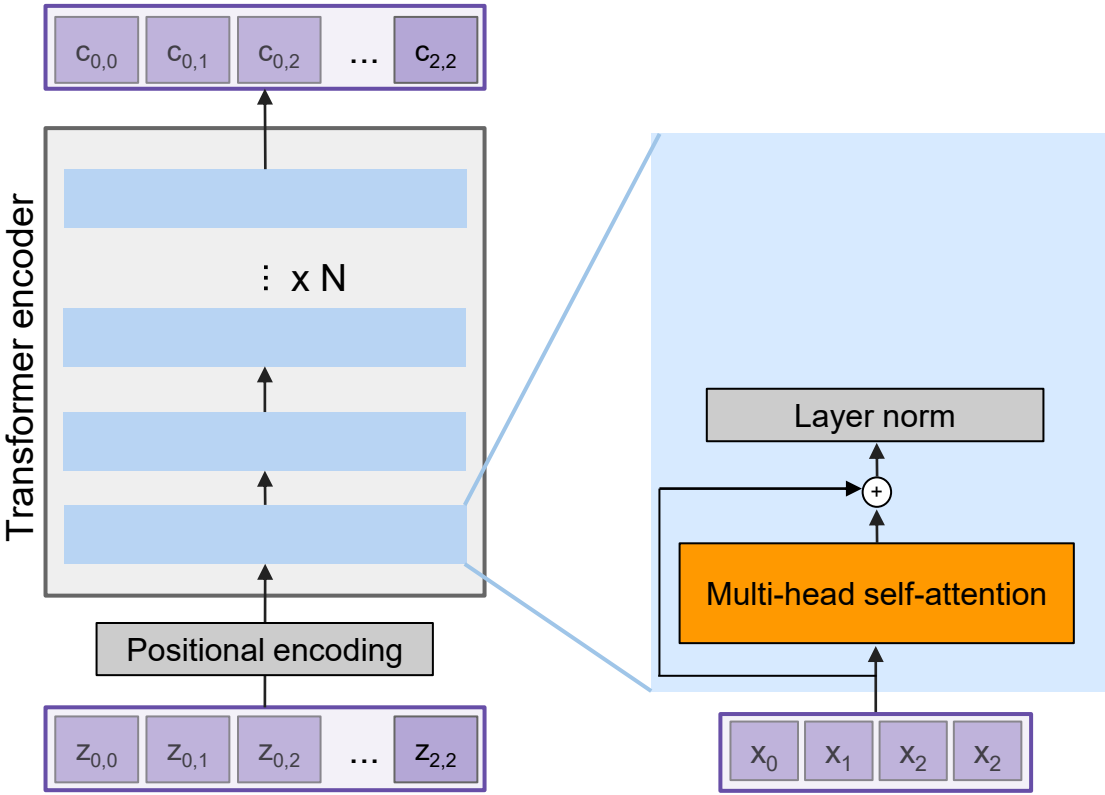 c0,0 c0,1 c0,2 ... c2,2
Transformer encoder
⋮ x N
Positional encoding
z0,0 z0,1 z0,2 ... z2,2
Layer norm
+
Multi-head self-attention
x0 x1 x2 x2